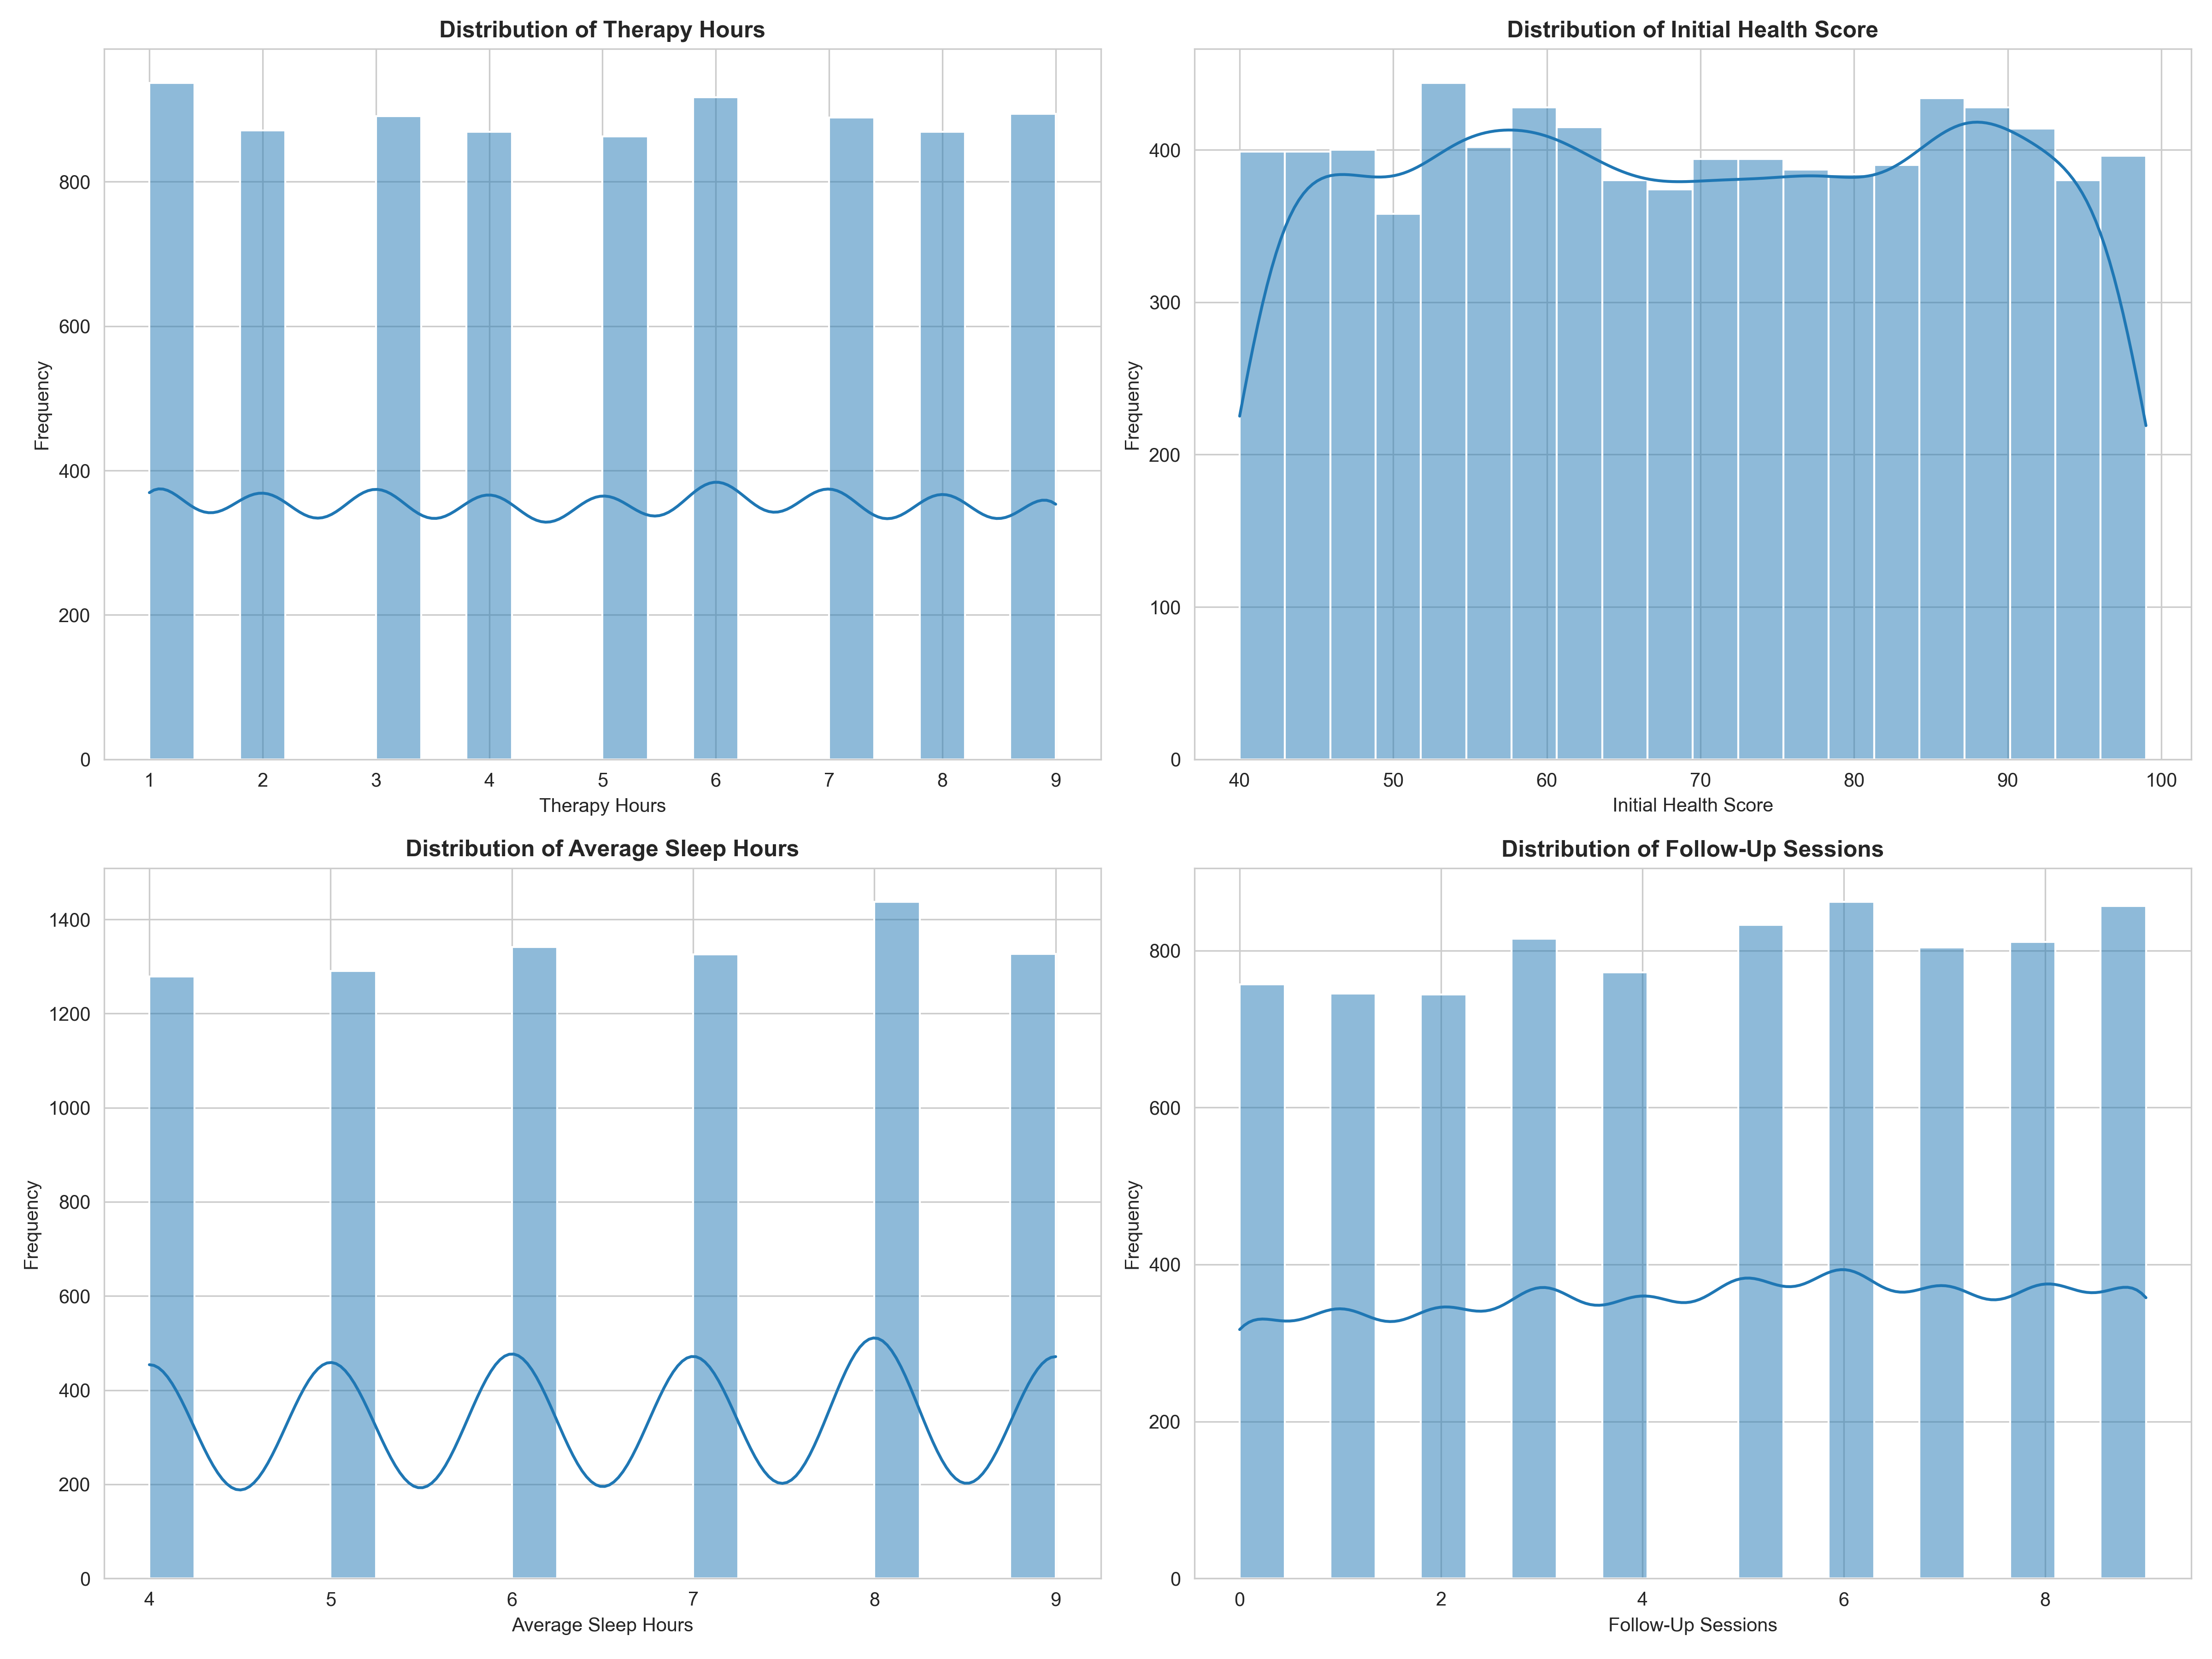 Distribution of Therapy Hours
Frequency
800
600
400
200
0
1 2 3 4 5 6 7 8 9
Therapy Hours
Distribution of Initial Health Score
Frequency
400
300
200
100
0
40 50 60 70 80 90 100
Initial Health Score
Distribution of Average Sleep Hours
Frequency
1400
1200
1000
800
600
400
200
0
4 5 6 7 8 9
Average Sleep Hours
Distribution of Follow-Up Sessions
Frequency
800
600
400
200
0
0 2 4 6 8
Follow-Up Sessions